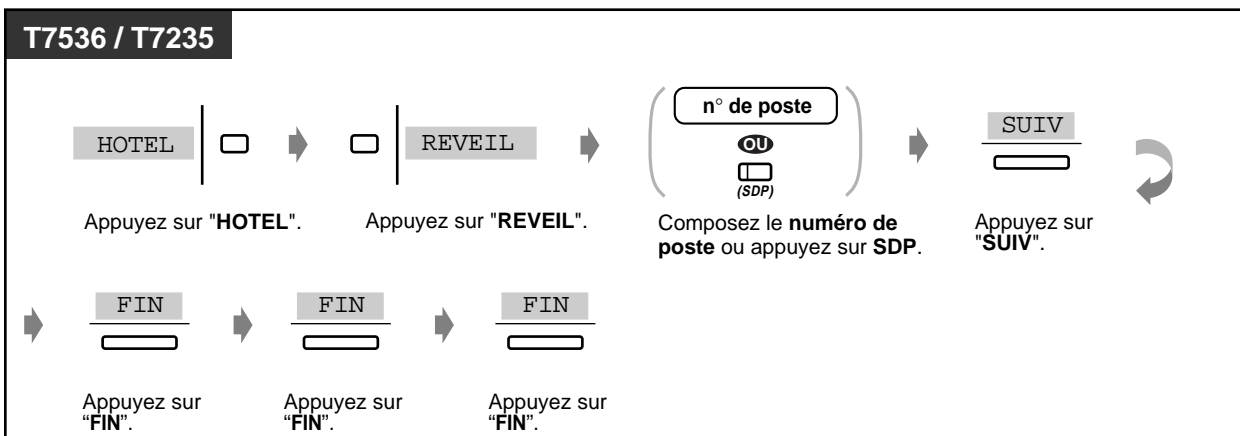 T7536 / T7235
HOTEL
REVEIL
n° de poste
OU
(SDP)
SUIV
Appuyez sur "HOTEL".
Appuyez sur "REVEIL".
Composez le numéro de
poste ou appuyez sur SDP.
Appuyez sur
"SUIV".
FIN
FIN
FIN
Appuyez sur
“FIN”.
Appuyez sur
“FIN”.
Appuyez sur
“FIN”.